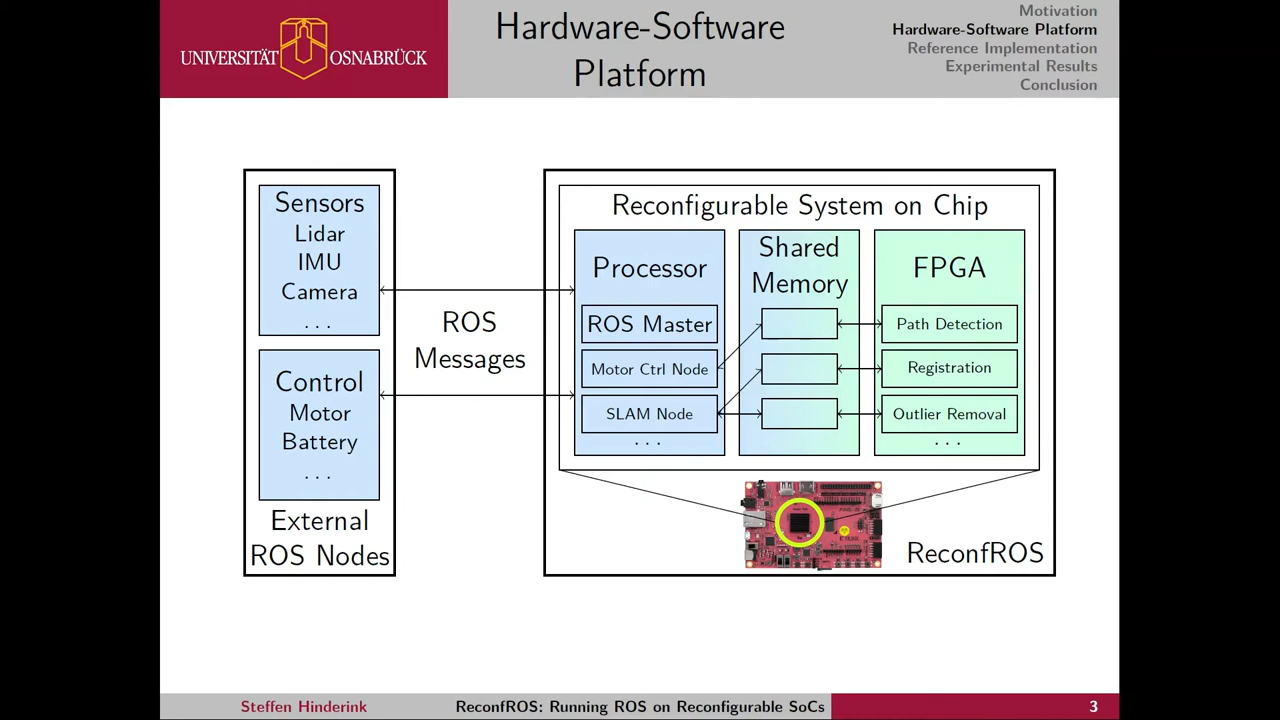 UNIVERSITÄT OSNABRÜCK
Hardware-Software
Platform
Motivation
Hardware-Software Platform
Reference Implementation
Experimental Results
Conclusion
Sensors
Lidar
IMU
Camera
. . .
Control
Motor
Battery
. . .
External
ROS Nodes
ROS
Messages
Reconfigurable System on Chip
Processor
ROS Master
Motor Ctrl Node
SLAM Node
. . .
Shared
Memory
FPGA
Path Detection
Registration
Outlier Removal
. . .
ReconfROS
Steffen Hinderink
ReconfROS: Running ROS on Reconfigurable SoCs
3